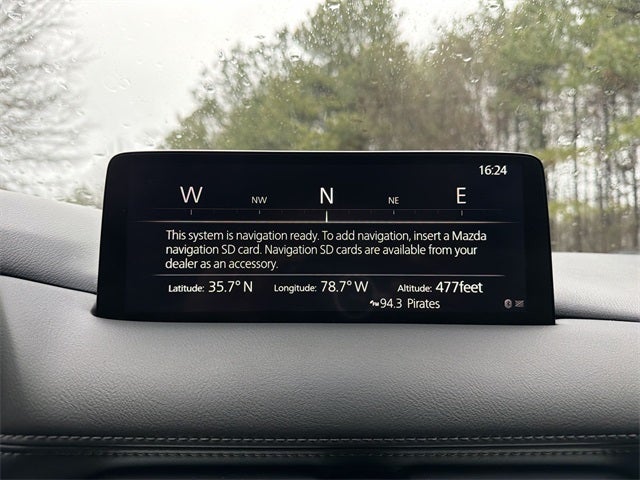 16:24
W NW N NE E
This system is navigation ready. To add navigation, insert a Mazda
navigation SD card. Navigation SD cards are available from your
dealer as an accessory.
Latitude: 35.7° N Longitude: 78.7° W Altitude: 477feet
FM 94.3 Pirates